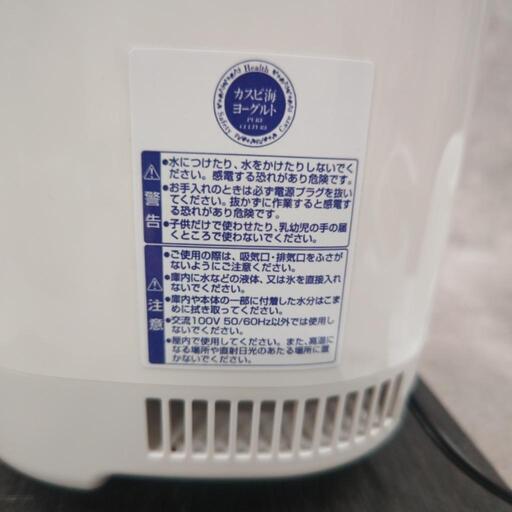 Health
カスピ海
ヨーグルト
PURE
CULTURE
Safety Care
警告
●水につけたり、水をかけたりしないでく
ださい。感電する恐れがあり危険です。
●お手入れのときは必ず電源プラグを抜い
てください。抜かずに作業すると感電す
る恐れがあり危険です。
●子供だけで使わせたり、乳幼児の手の届
くところで使わないでください。
注意
●ご使用の際は、吸気口・排気口をふさが
ないようにご注意ください。
●庫内に水などの液体、又は氷を直接入れ
ないでください。
●庫内や本体の一部に付着した水分はこま
めに拭き取ってください。
●交流100V 50/60Hz以外では使用し
ないでください。
●屋内で使用してください。また、高温に
なる場所や直射日光のあたる場所に置
かないでください。